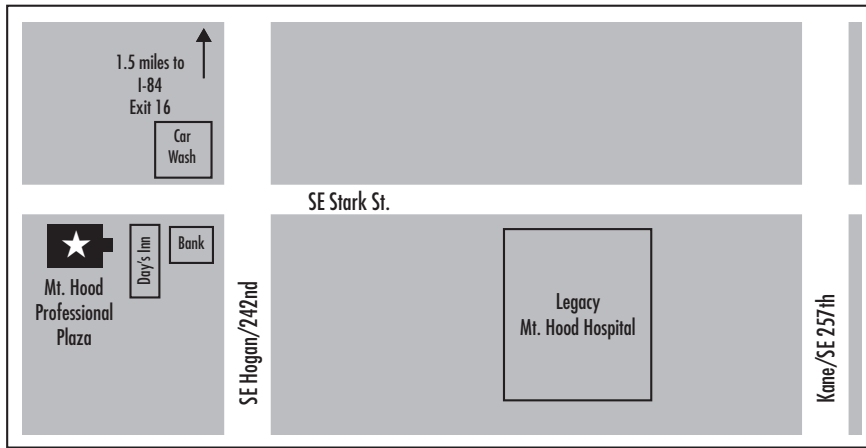 1.5 miles to
I-84
Exit 16
Car
Wash
SE Stark St.
Day's Inn
Bank
Mt. Hood
Professional
Plaza
SE Hogan/242nd
Legacy
Mt. Hood Hospital
Kane/SE 257th